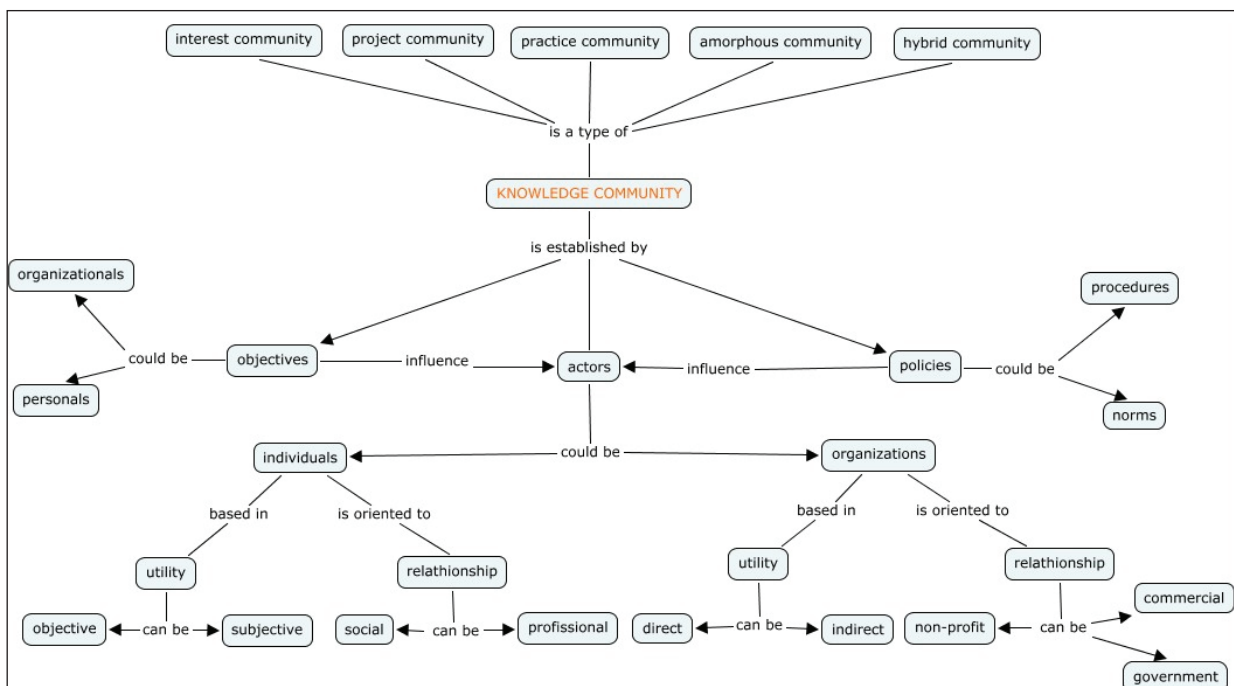 interest community
project community
practice community
amorphous community
hybrid community
is a type of
KNOWLEDGE COMMUNITY
is established by
organizationals
procedures
could be
objectives
influence
actors
influence
policies
could be
personals
norms
individuals
could be
organizations
based in
is oriented to
based in
is oriented to
utility
relathionship
utility
relathionship
commercial
objective
can be
subjective
social
can be
profissional
direct
can be
indirect
non-profit
can be
government